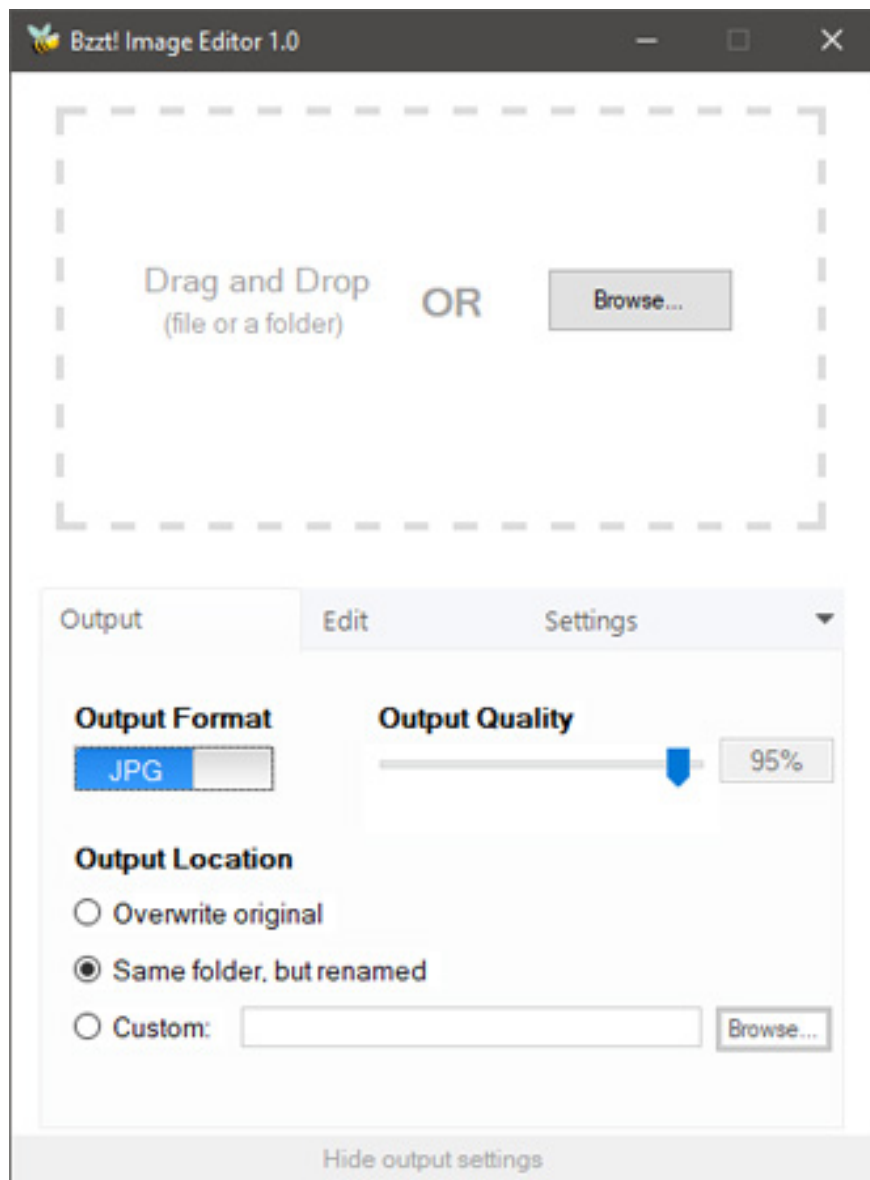 Bzzt! Image Editor 1.0
Drag and Drop
(file or a folder)
OR
Browse...
Output
Edit
Settings
Output Format
Output Quality
JPG
95%
Output Location
Overwrite original
Same folder, but renamed
Custom:
Browse...
Hide output settings